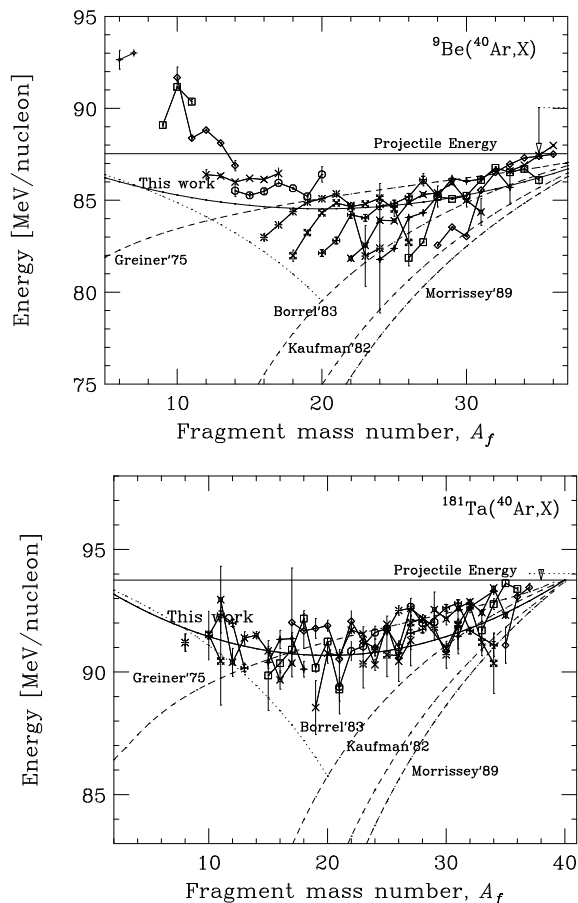 95
⁹Be(⁴⁰Ar,X)
90
Projectile Energy
This work
85
Greiner'75
Borrel'83
Morrissey'89
80
Kaufman'82
75
10
20
30
Energy [MeV/nucleon]
Fragment mass number, A_f
¹⁸¹Ta(⁴⁰Ar,X)
95
Projectile Energy
This work
90
Greiner'75
Borrel'83
Kaufman'82
Morrissey'89
85
10
20
30
40
Energy [MeV/nucleon]
Fragment mass number, A_f